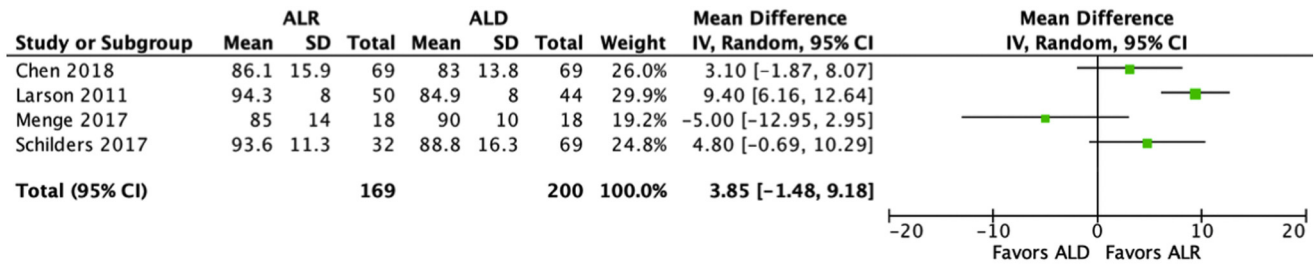 ALR ALD Mean Difference Mean Difference
Study or Subgroup Mean SD Total Mean SD Total Weight IV, Random, 95% CI IV, Random, 95% CI
Chen 2018 86.1 15.9 69 83 13.8 69 26.0% 3.10 [−1.87, 8.07]
Larson 2011 94.3 8 50 84.9 8 44 29.9% 9.40 [6.16, 12.64]
Menge 2017 85 14 18 90 10 18 19.2% −5.00 [−12.95, 2.95]
Schilders 2017 93.6 11.3 32 88.8 16.3 69 24.8% 4.80 [−0.69, 10.29]
Total (95% CI) 169 200 100.0% 3.85 [−1.48, 9.18]
−20 −10 0 10 20
Favors ALD Favors ALR